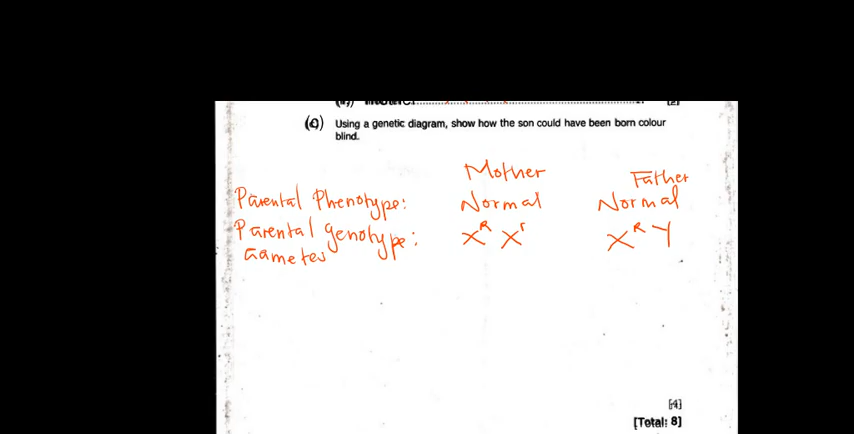 [2]
(c) Using a genetic diagram, show how the son could have been born colour
blind.
Mother Father
Parental Phenotype: Normal Normal
Parental genotype: Xᴿ Xʳ Xᴿ Y
Gametes
[4]
[Total: 8]